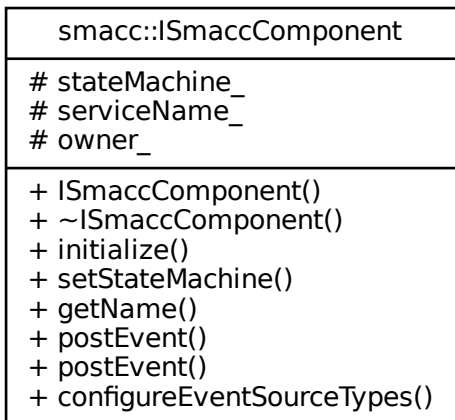 smacc::ISmaccComponent
# stateMachine_
# serviceName_
# owner_
+ ISmaccComponent()
+ ~ISmaccComponent()
+ initialize()
+ setStateMachine()
+ getName()
+ postEvent()
+ postEvent()
+ configureEventSourceTypes()